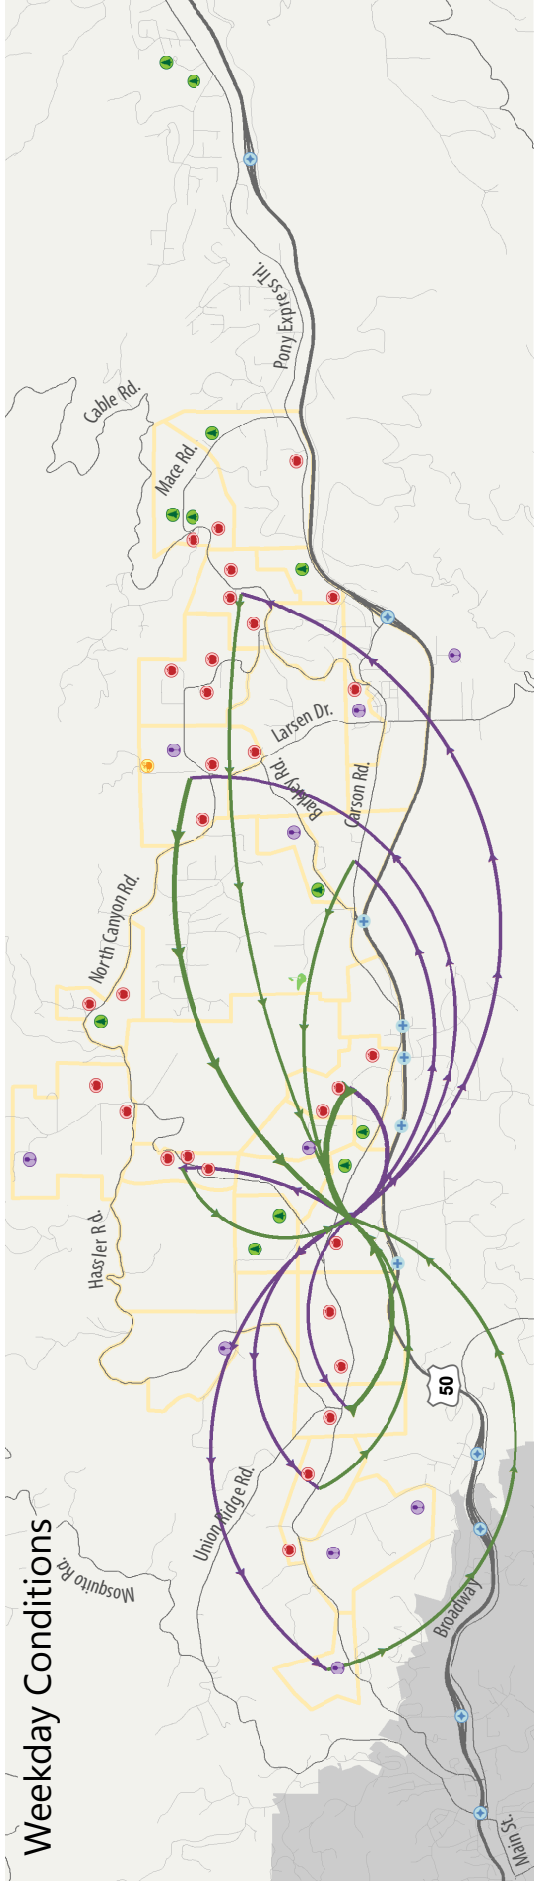 Weekday Conditions
Mosquito Rd.
Union Ridge Rd.
Hassler Rd.
North Canyon Rd.
Barkley Rd.
Larsen Dr.
Carson Rd.
Mace Rd.
Cable Rd.
Pony Express Trl.
50
Broadway
Main St.